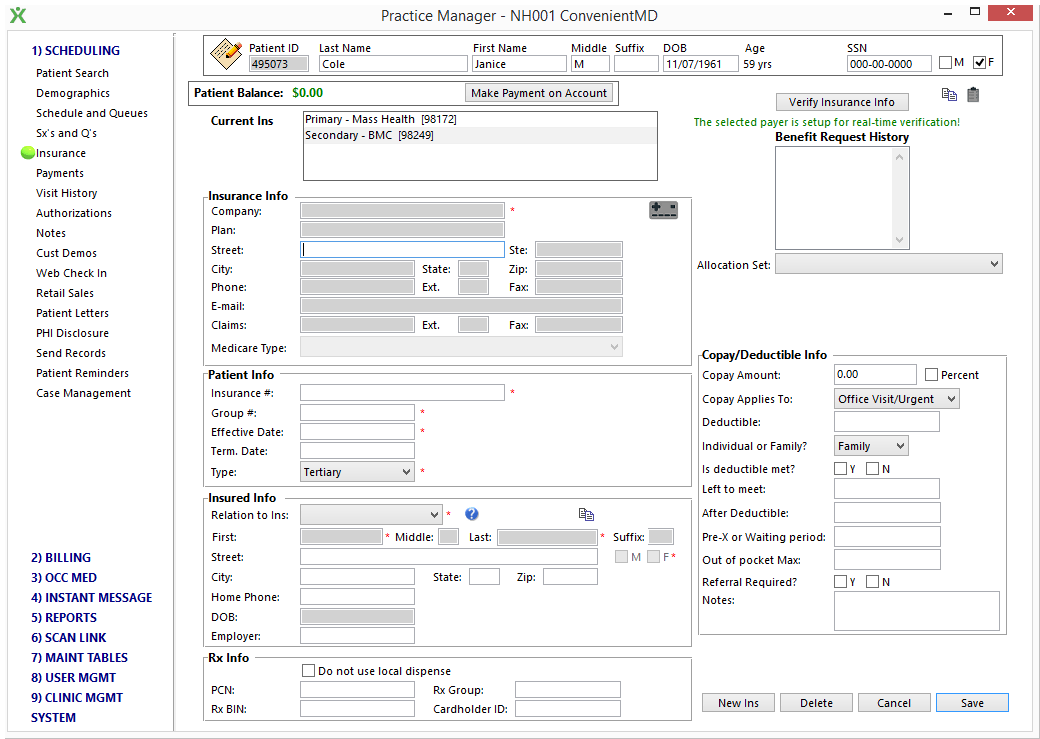 Practice Manager - NH001 ConvenientMD
1) SCHEDULING
Patient Search
Demographics
Schedule and Queues
Sx's and Q's
Insurance
Payments
Visit History
Authorizations
Notes
Cust Demos
Web Check In
Retail Sales
Patient Letters
PHI Disclosure
Send Records
Patient Reminders
Case Management
2) BILLING
3) OCC MED
4) INSTANT MESSAGE
5) REPORTS
6) SCAN LINK
7) MAINT TABLES
8) USER MGMT
9) CLINIC MGMT
SYSTEM
Patient ID Last Name First Name Middle Suffix DOB Age SSN
495073 Cole Janice M 11/07/1961 59 yrs 000-00-0000 M F
Patient Balance: $0.00 Make Payment on Account
Current Ins
Primary - Mass Health [98172]
Secondary - BMC [98249]
Verify Insurance Info
The selected payer is setup for real-time verification!
Benefit Request History
Allocation Set:
Insurance Info
Company: *
Plan:
Street: Ste:
City: State: Zip:
Phone: Ext. Fax:
E-mail:
Claims: Ext. Fax:
Medicare Type:
Patient Info
Insurance #: *
Group #: *
Effective Date: *
Term. Date:
Type: Tertiary *
Insured Info
Relation to Ins: * ?
First: * Middle: Last: * Suffix:
Street: M F *
City: State: Zip:
Home Phone:
DOB:
Employer:
Rx Info
Do not use local dispense
PCN: Rx Group:
Rx BIN: Cardholder ID:
Copay/Deductible Info
Copay Amount: 0.00 Percent
Copay Applies To: Office Visit/Urgent
Deductible:
Individual or Family? Family
Is deductible met? Y N
Left to meet:
After Deductible:
Pre-X or Waiting period:
Out of pocket Max:
Referral Required? Y N
Notes:
New Ins Delete Cancel Save